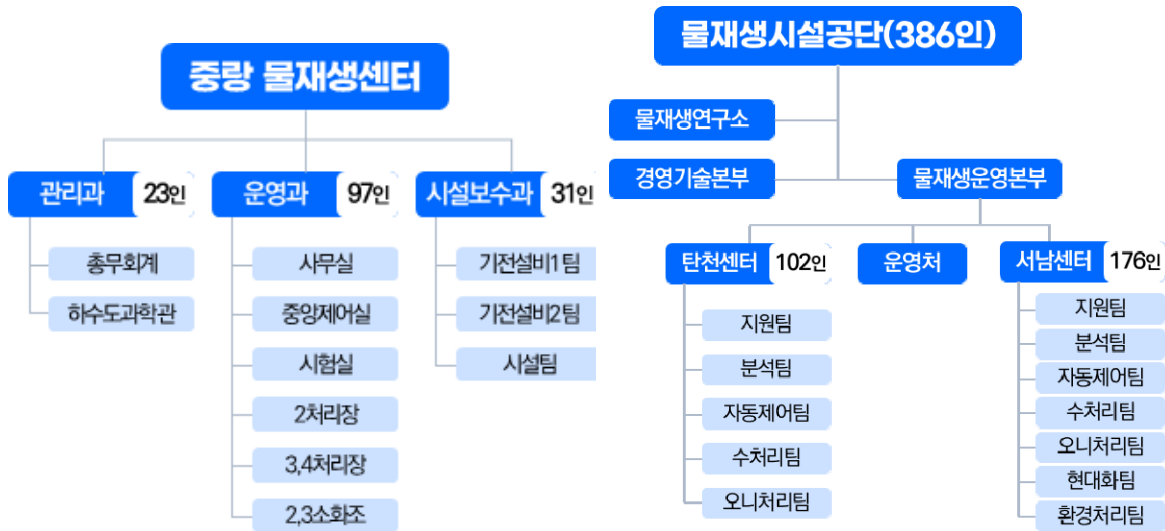 중랑 물재생센터
관리과 23인
총무회계
하수도과학관
운영과 97인
사무실
중앙제어실
시험실
2처리장
3,4처리장
2,3소화조
시설보수과 31인
기전설비1팀
기전설비2팀
시설팀
물재생시설공단(386인)
물재생연구소
경영기술본부
물재생운영본부
탄천센터 102인
지원팀
분석팀
자동제어팀
수처리팀
오니처리팀
운영처
서남센터 176인
지원팀
분석팀
자동제어팀
수처리팀
오니처리팀
현대화팀
환경처리팀